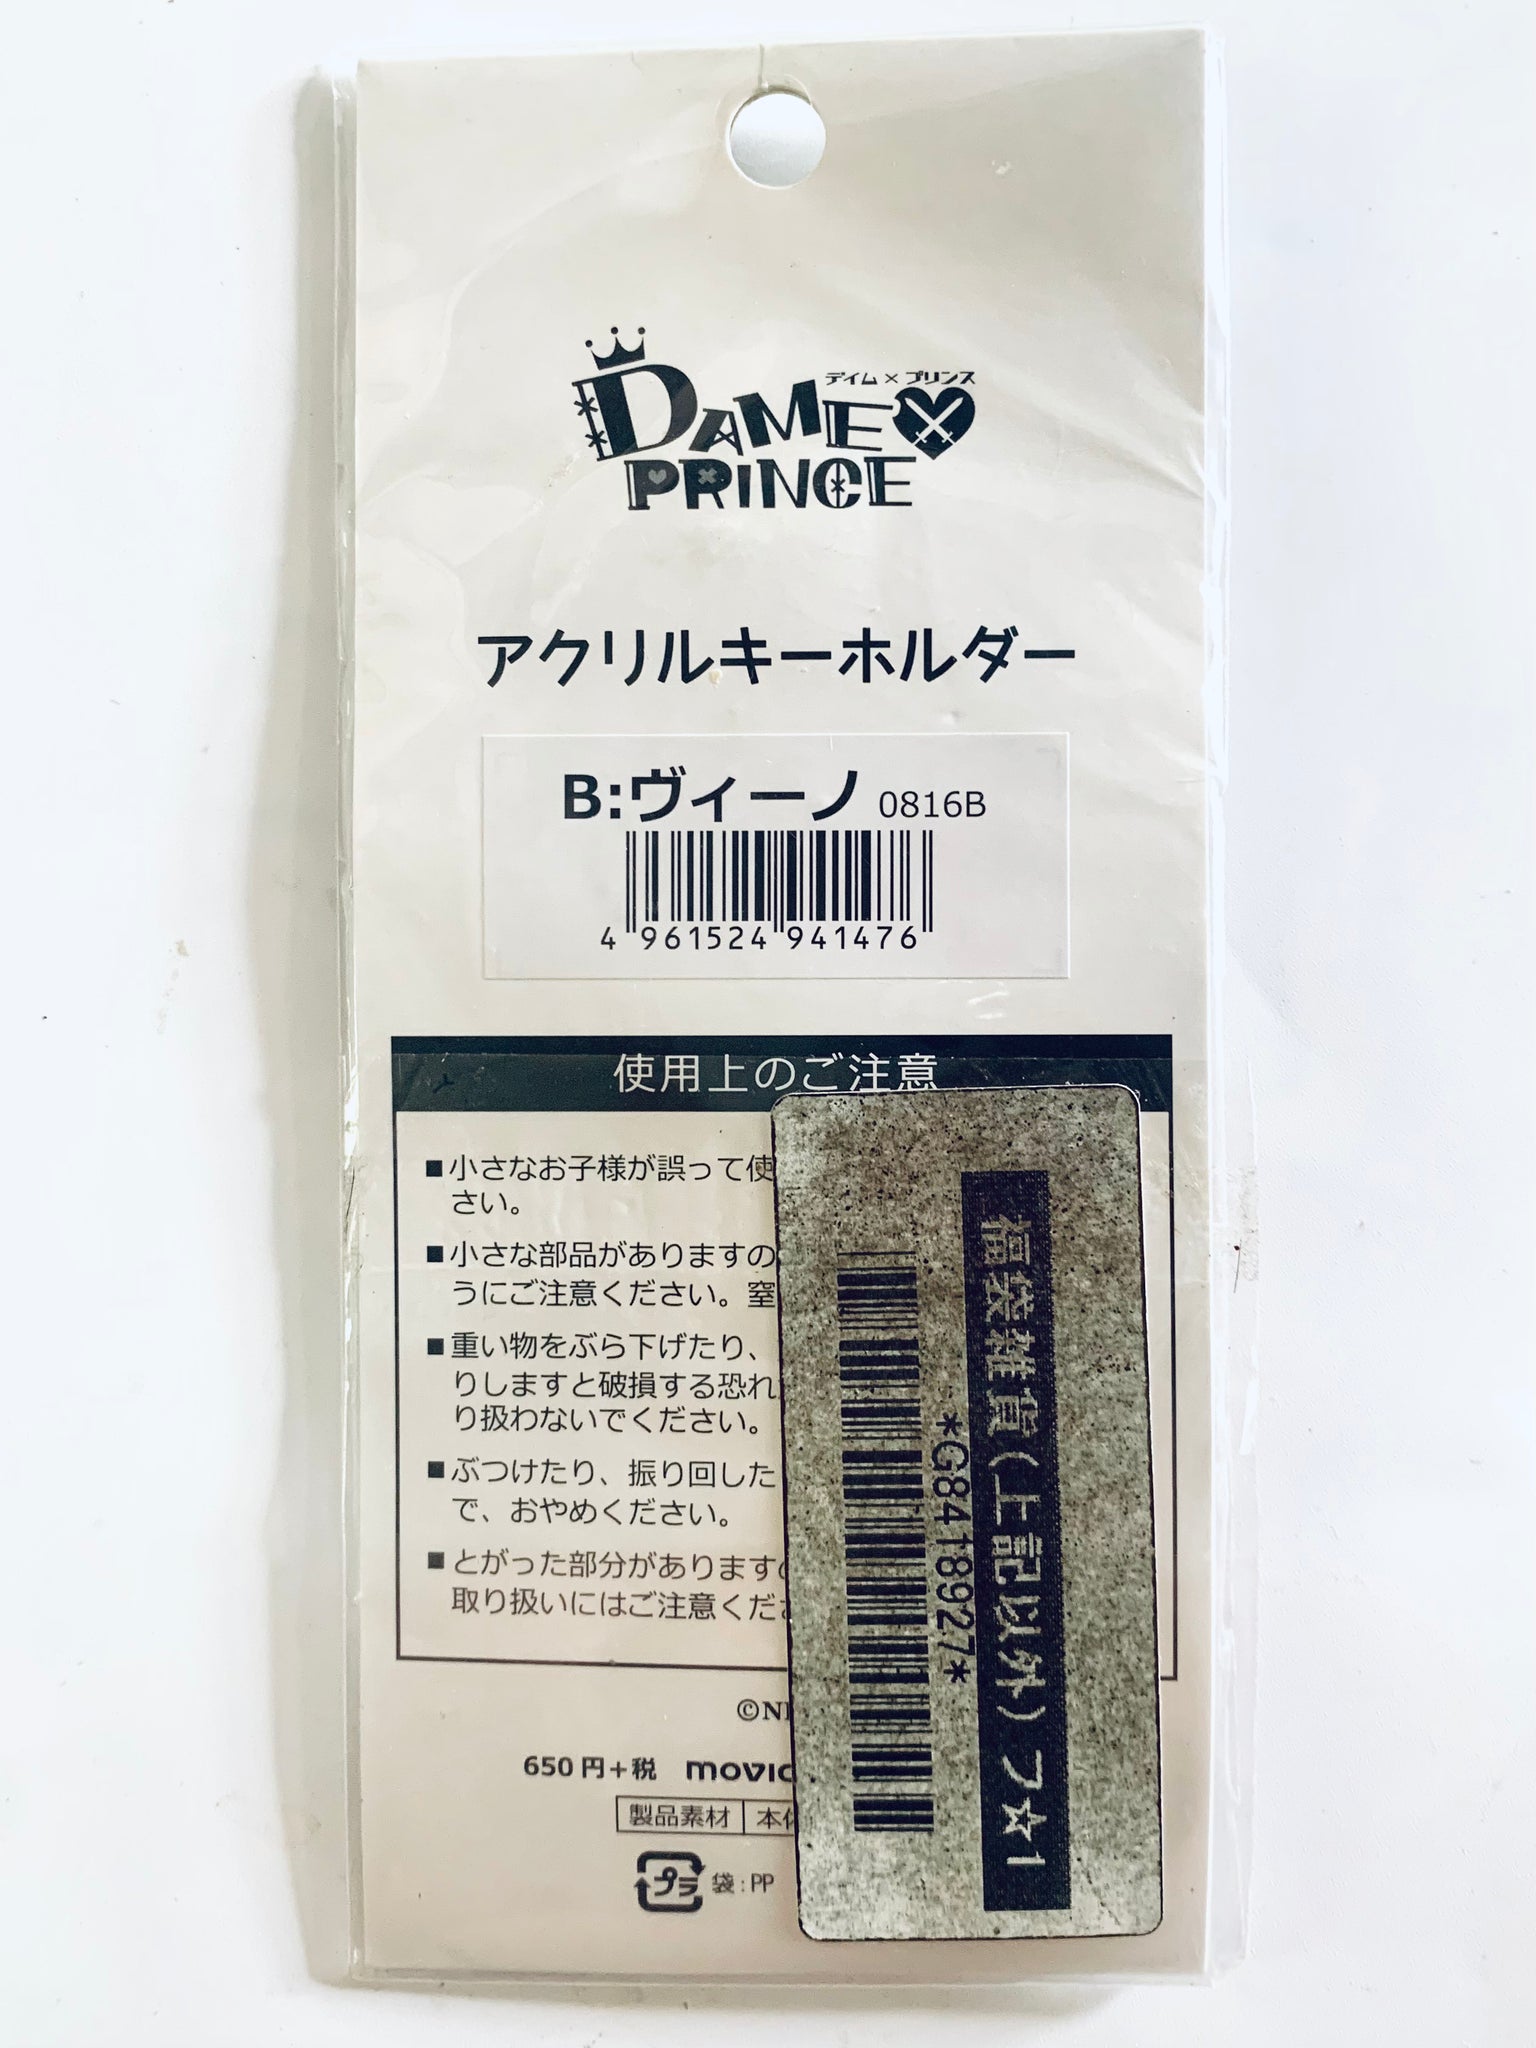 デイム×プリンス
DAME
PRINCE
アクリルキーホルダー
B:ヴィーノ 0816B
4 961524 941476
使用上のご注意
■小さなお子様が誤って使
さい。
■小さな部品がありますの
うにご注意ください。窒
■重い物をぶら下げたり、
りしますと破損する恐れ
り扱わないでください。
■ぶつけたり、振り回した
で、おやめください。
■とがった部分がありますの
取り扱いにはご注意くださ
©NE
650円+税 movic
製品素材 本体
プラ 袋:PP
福袋雑貨(上記以外) フ☆1
*G8418927*